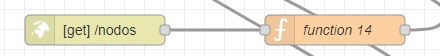 [get] /nodos
function 14